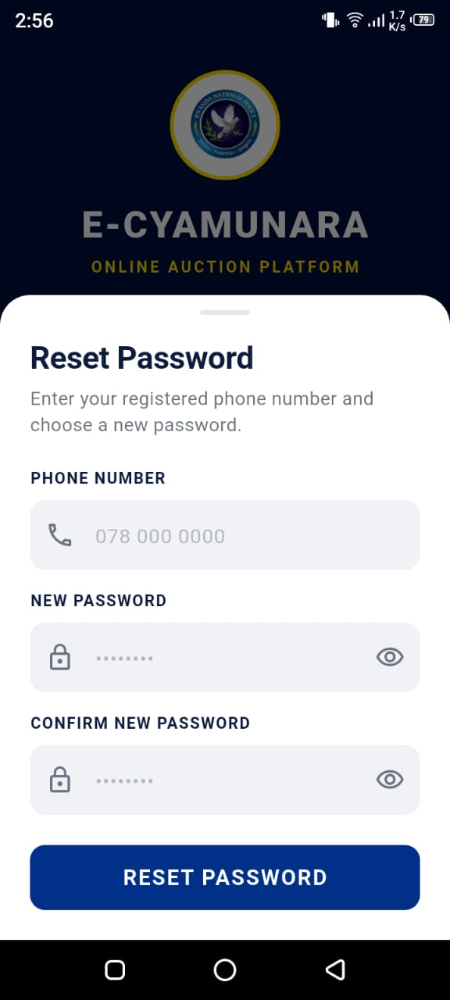 2:56
1.7
K/s
79
RWANDA NATIONAL POLICE
Service - Protection - Integrity
E-CYAMUNARA
ONLINE AUCTION PLATFORM
Reset Password
Enter your registered phone number and
choose a new password.
PHONE NUMBER
078 000 0000
NEW PASSWORD
••••••••
CONFIRM NEW PASSWORD
••••••••
RESET PASSWORD